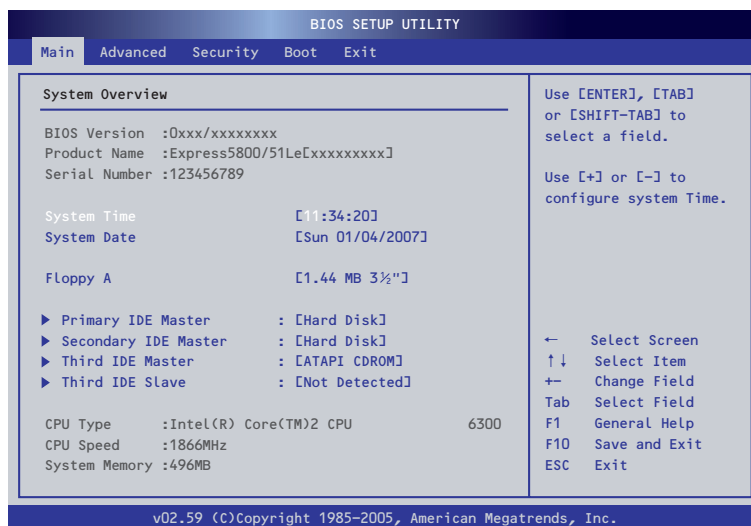 BIOS SETUP UTILITY
Main Advanced Security Boot Exit
System Overview
BIOS Version :0xxx/xxxxxxxx
Product Name :Express5800/51Le[xxxxxxxxx]
Serial Number :123456789
System Time [11:34:20]
System Date [Sun 01/04/2007]
Floppy A [1.44 MB 3½"]
▶ Primary IDE Master : [Hard Disk]
▶ Secondary IDE Master : [Hard Disk]
▶ Third IDE Master : [ATAPI CDROM]
▶ Third IDE Slave : [Not Detected]
CPU Type :Intel(R) Core(TM)2 CPU 6300
CPU Speed :1866MHz
System Memory :496MB
Use [ENTER], [TAB]
or [SHIFT-TAB] to
select a field.
Use [+] or [-] to
configure system Time.
← Select Screen
↑↓ Select Item
+- Change Field
Tab Select Field
F1 General Help
F10 Save and Exit
ESC Exit
v02.59 (C)Copyright 1985-2005, American Megatrends, Inc.